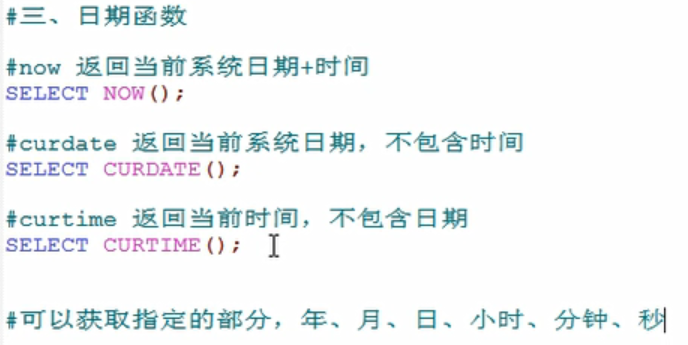 #三、日期函数
#now 返回当前系统日期+时间
SELECT NOW();
#curdate 返回当前系统日期，不包含时间
SELECT CURDATE();
#curtime 返回当前时间，不包含日期
SELECT CURTIME();
#可以获取指定的部分，年、月、日、小时、分钟、秒